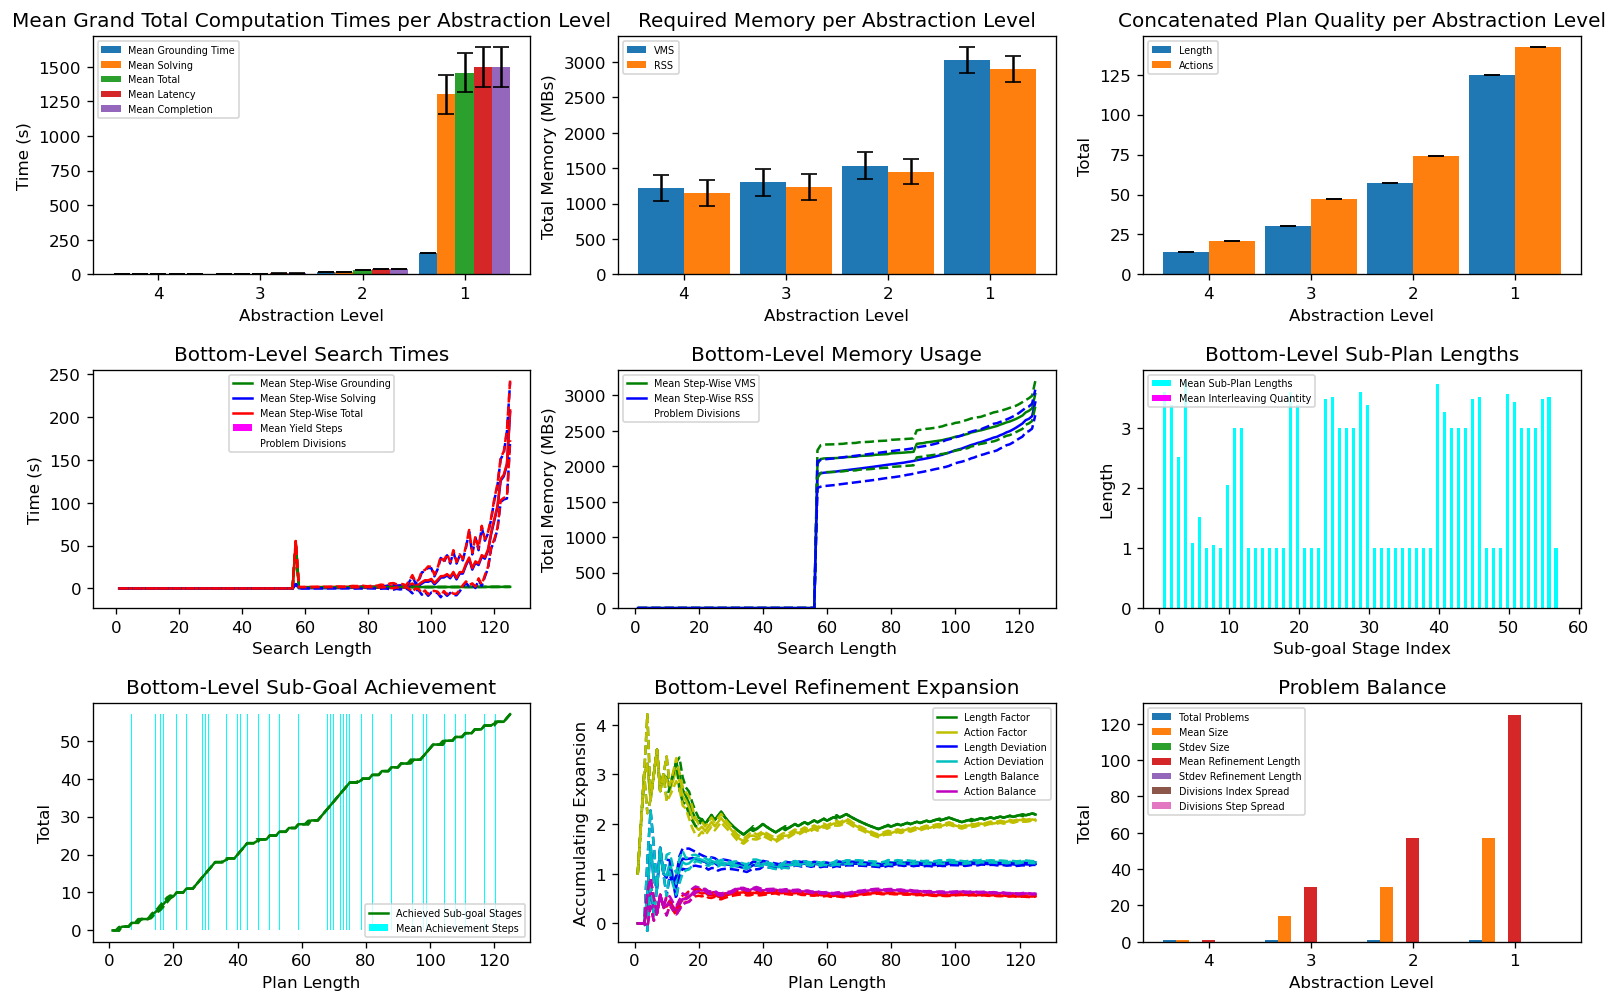 Mean Grand Total Computation Times per Abstraction Level
Mean Grounding Time
Mean Solving
Mean Total
Mean Latency
Mean Completion
Time (s)
1500
1250
1000
750
500
250
0
4 3 2 1
Abstraction Level
Required Memory per Abstraction Level
VMS
RSS
Total Memory (MBs)
3000
2500
2000
1500
1000
500
0
4 3 2 1
Abstraction Level
Concatenated Plan Quality per Abstraction Level
Length
Actions
Total
125
100
75
50
25
0
4 3 2 1
Abstraction Level
Bottom-Level Search Times
Mean Step-Wise Grounding
Mean Step-Wise Solving
Mean Step-Wise Total
Mean Yield Steps
Problem Divisions
Time (s)
250
200
150
100
50
0
0 20 40 60 80 100 120
Search Length
Bottom-Level Memory Usage
Mean Step-Wise VMS
Mean Step-Wise RSS
Problem Divisions
Total Memory (MBs)
3000
2500
2000
1500
1000
500
0
0 20 40 60 80 100 120
Search Length
Bottom-Level Sub-Plan Lengths
Mean Sub-Plan Lengths
Mean Interleaving Quantity
Length
3
2
1
0
0 10 20 30 40 50 60
Sub-goal Stage Index
Bottom-Level Sub-Goal Achievement
Achieved Sub-goal Stages
Mean Achievement Steps
Total
50
40
30
20
10
0
0 20 40 60 80 100 120
Plan Length
Bottom-Level Refinement Expansion
Length Factor
Action Factor
Length Deviation
Action Deviation
Length Balance
Action Balance
Accumulating Expansion
4
3
2
1
0
0 20 40 60 80 100 120
Plan Length
Problem Balance
Total Problems
Mean Size
Stdev Size
Mean Refinement Length
Stdev Refinement Length
Divisions Index Spread
Divisions Step Spread
Total
120
100
80
60
40
20
0
4 3 2 1
Abstraction Level